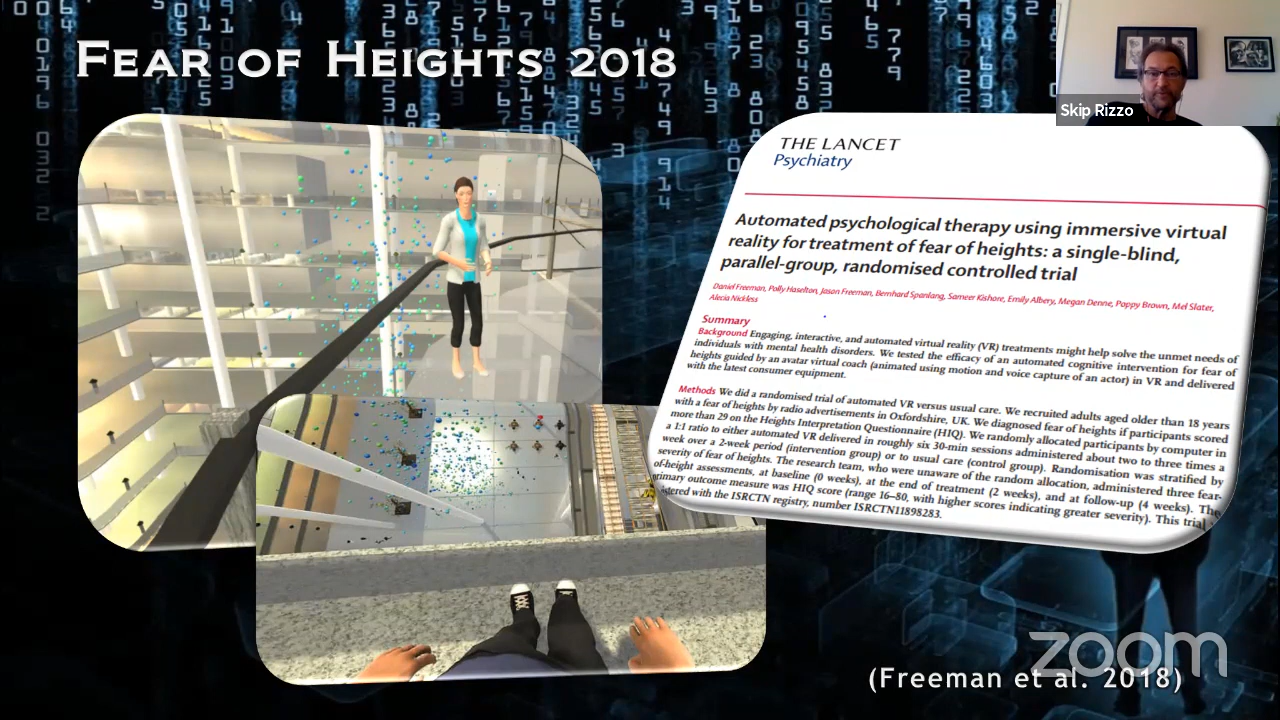 FEAR OF HEIGHTS 2018
Skip Rizzo
THE LANCET
Psychiatry
Automated psychological therapy using immersive virtual
reality for treatment of fear of heights: a single-blind,
parallel-group, randomised controlled trial
Daniel Freeman, Polly Haselton, Jason Freeman, Bernhard Spanlang, Sameer Kishore, Emily Albery, Megan Denne, Poppy Brown, Mel Slater,
Alecia Nickless
Summary
Background Engaging, interactive, and automated virtual reality (VR) treatments might help solve the unmet needs of
individuals with mental health disorders. We tested the efficacy of an automated cognitive intervention for fear of
heights guided by an avatar virtual coach (animated using motion and voice capture of an actor) in VR and delivered
with the latest consumer equipment.
Methods We did a randomised trial of automated VR versus usual care. We recruited adults aged older than 18 years
with a fear of heights by radio advertisements in Oxfordshire, UK. We diagnosed fear of heights if participants scored
more than 29 on the Heights Interpretation Questionnaire (HIQ). We randomly allocated participants by computer in
a 1:1 ratio to either automated VR delivered in roughly six 30-min sessions administered about two to three times a
week over a 2-week period (intervention group) or to usual care (control group). Randomisation was stratified by
severity of fear of heights. The research team, who were unaware of the random allocation, administered three fear-
of-height assessments, at baseline (0 weeks), at the end of treatment (2 weeks), and at follow-up (4 weeks). The
primary outcome measure was HIQ score (range 16–80, with higher scores indicating greater severity). This trial
istered with the ISRCTN registry, number ISRCTN11898283.
zoom
(Freeman et al. 2018)